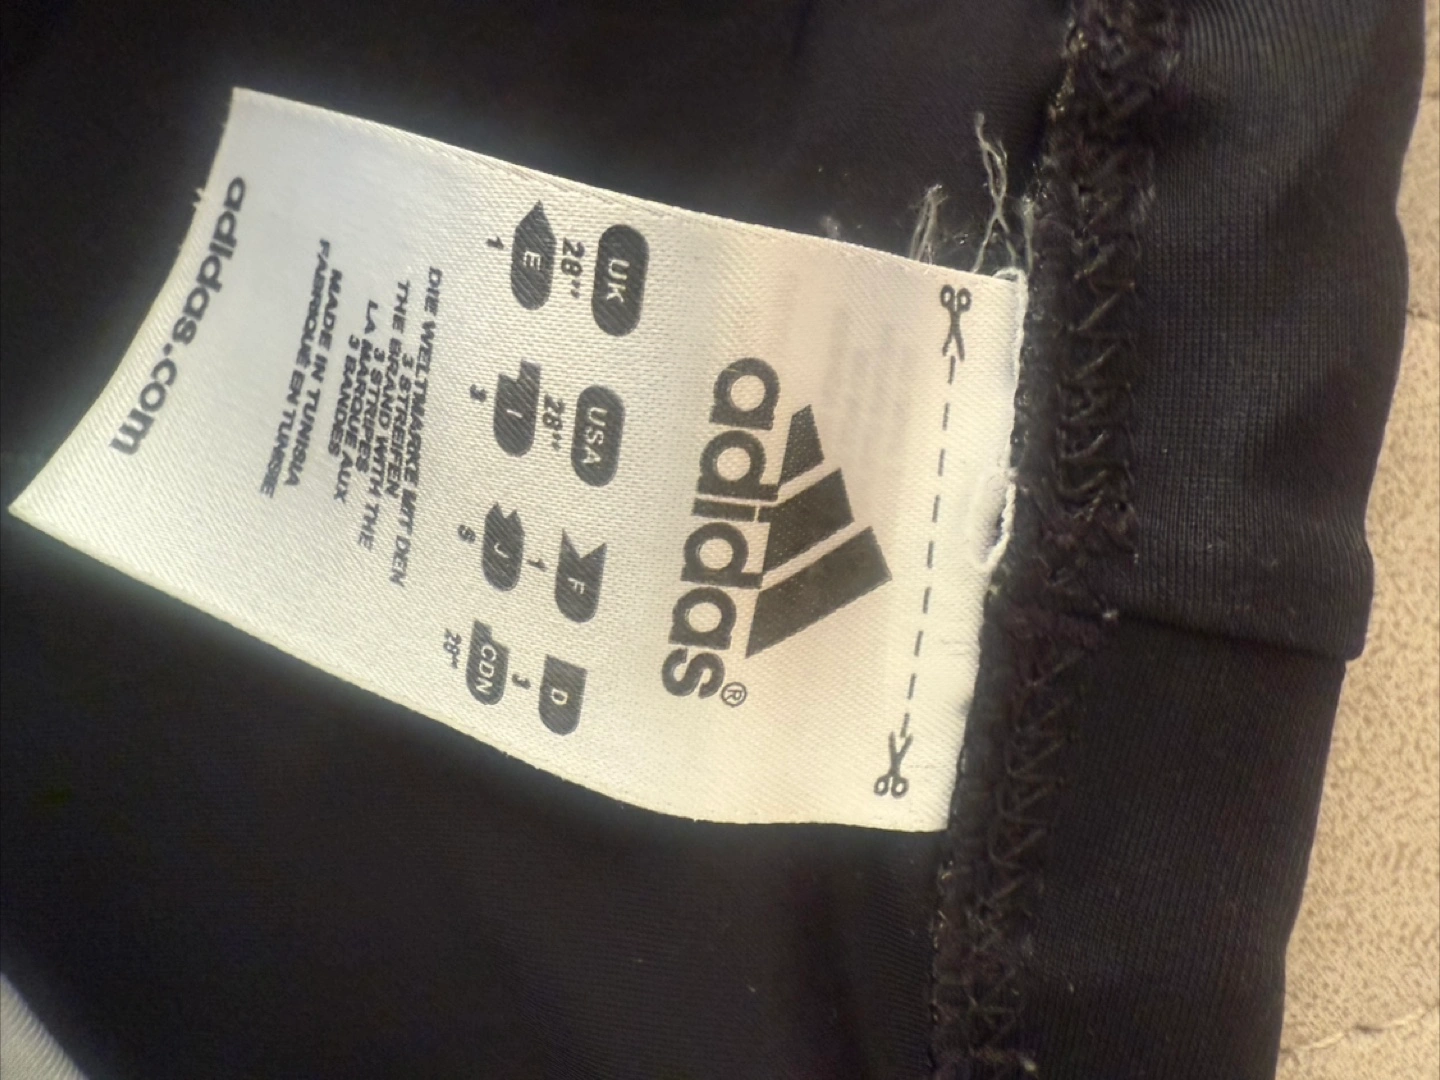 adidas®
UK USA F D
28" 28" 1 3
E I J CDN
1 3 S 28"
DIE WELTMARKE MIT DEN
3 STREIFEN
THE BRAND WITH THE
3 STRIPES
LA MARQUE AUX
3 BANDES
MADE IN TUNISIA
FABRIQUE EN TUNISIE
adidas.com